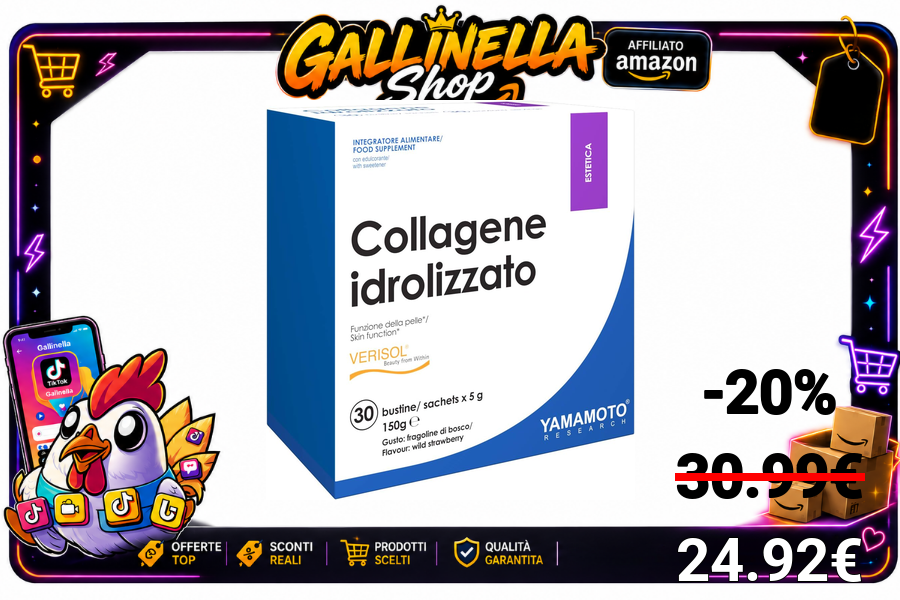 GALLINELLA
Shop
AFFILIATO
amazon
INTEGRATORE ALIMENTARE/
FOOD SUPPLEMENT
con edulcorante/
with sweetener
ESTETICA
Collagene
idrolizzato
Funzione della pelle*/
Skin function*
VERISOL®
Beauty from Within
30 bustine/ sachets x 5 g
150g e
Gusto: fragoline di bosco/
Flavour: wild strawberry
YAMAMOTO®
RESEARCH
Gallinella
TikTok
Gallinella
-20%
30.99€
24.92€
OFFERTE
TOP
SCONTI
REALI
PRODOTTI
SCELTI
QUALITÀ
GARANTITA